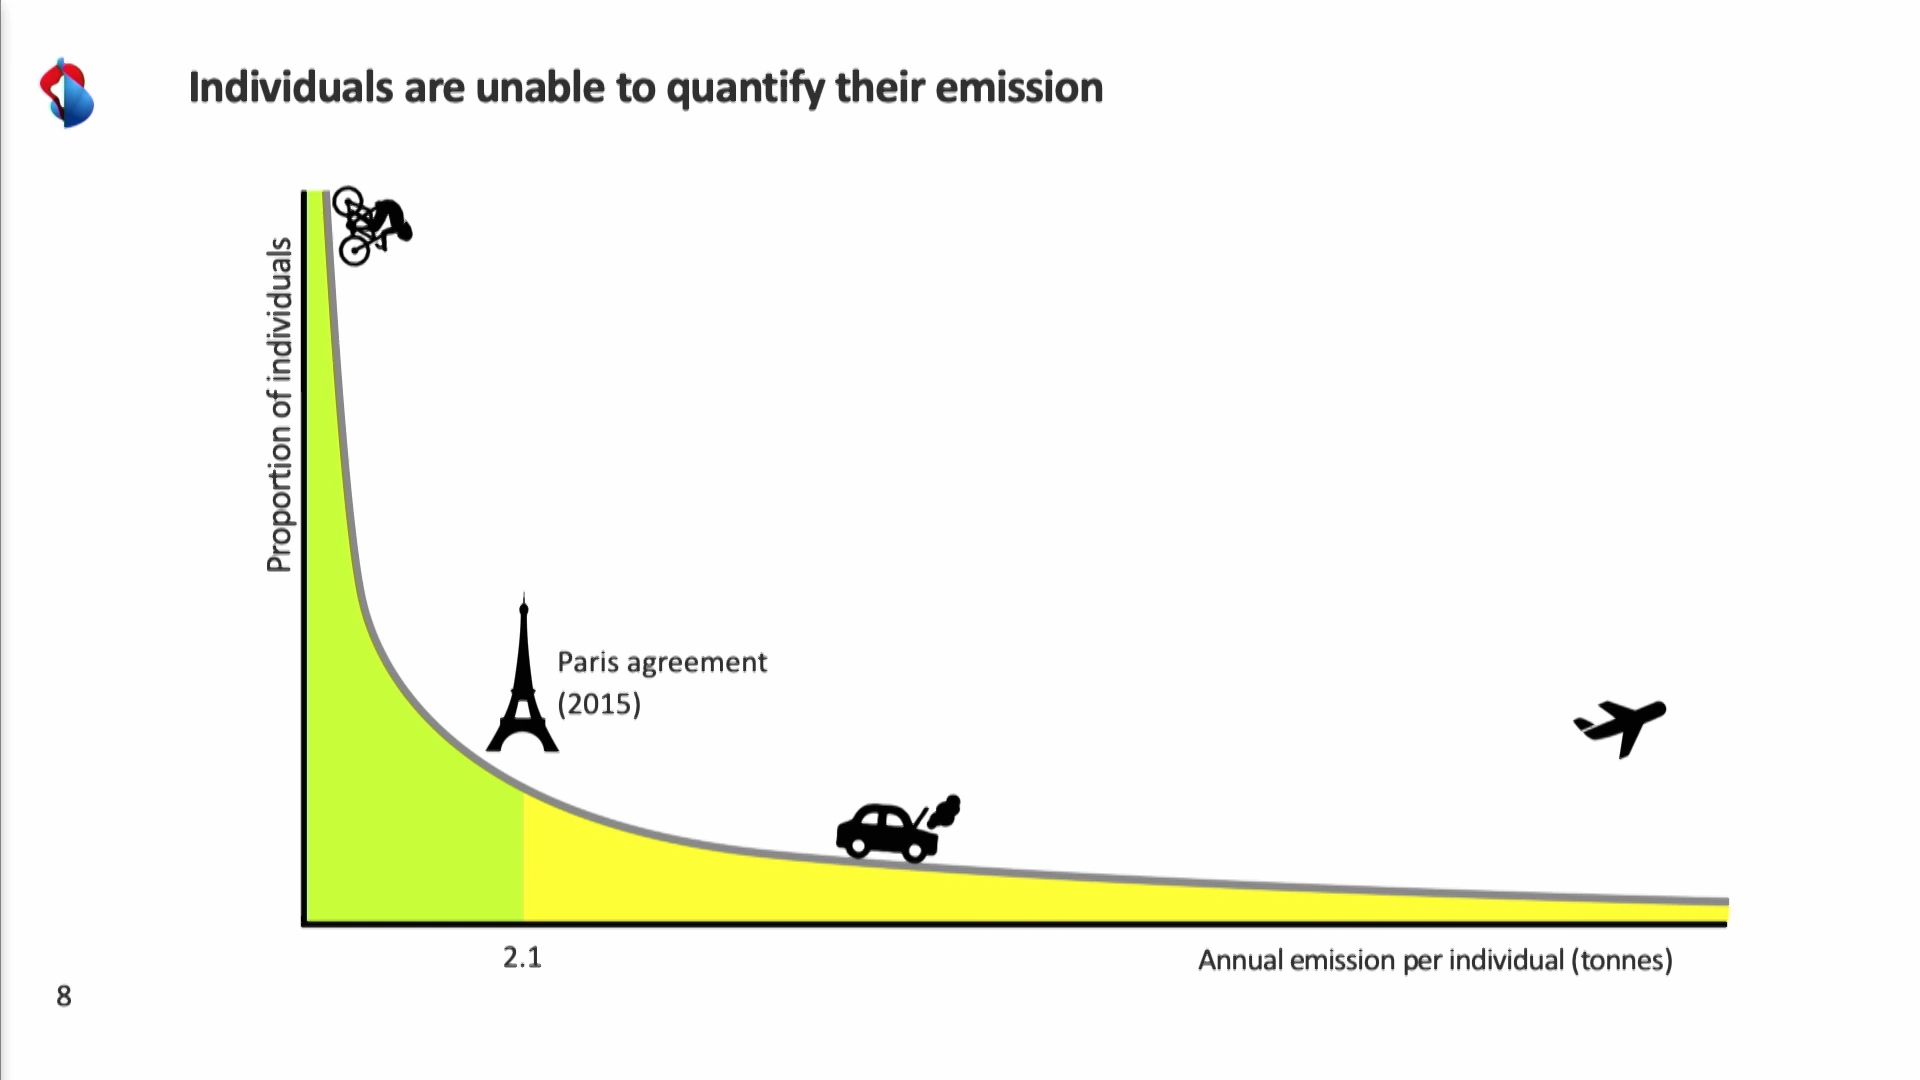 Individuals are unable to quantify their emission
Proportion of individuals
Paris agreement
(2015)
2.1
Annual emission per individual (tonnes)
8